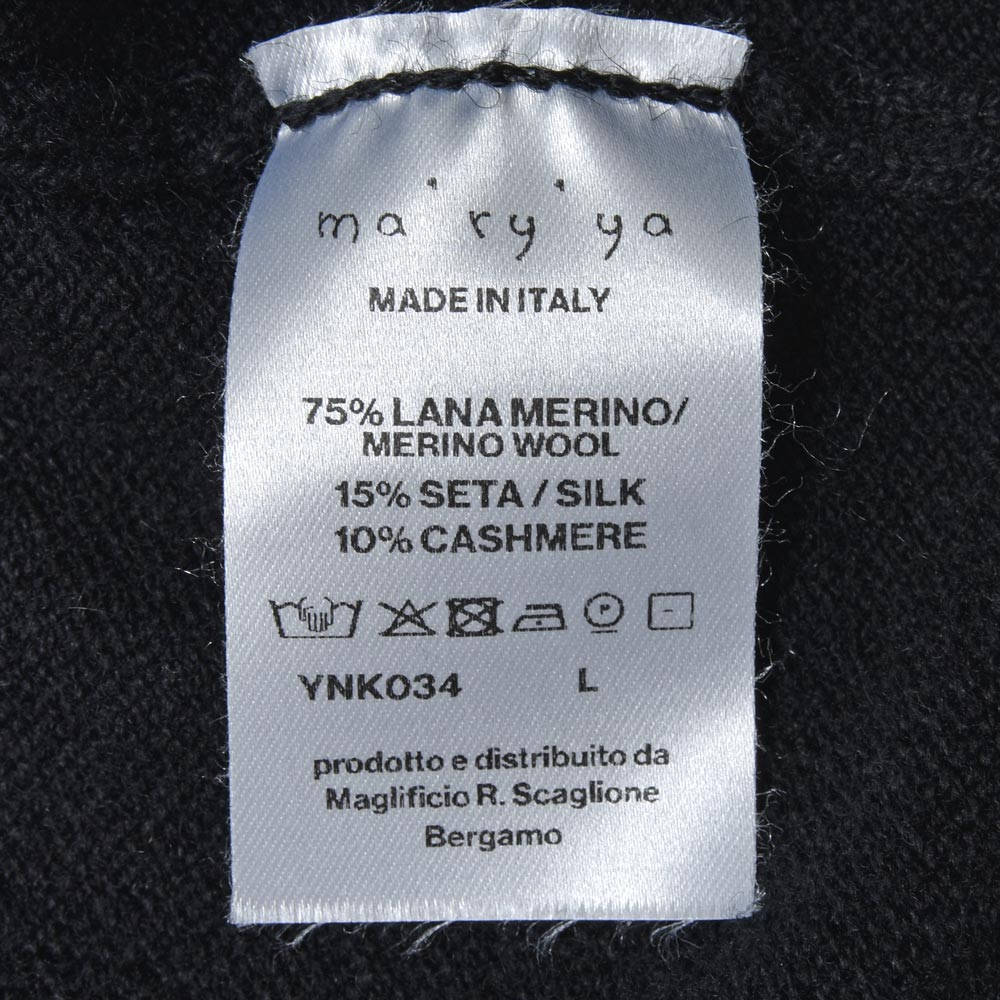 ma'ry'ya
MADE IN ITALY
75% LANA MERINO/
MERINO WOOL
15% SETA / SILK
10% CASHMERE
P
YNK034 L
prodotto e distribuito da
Maglificio R. Scaglione
Bergamo